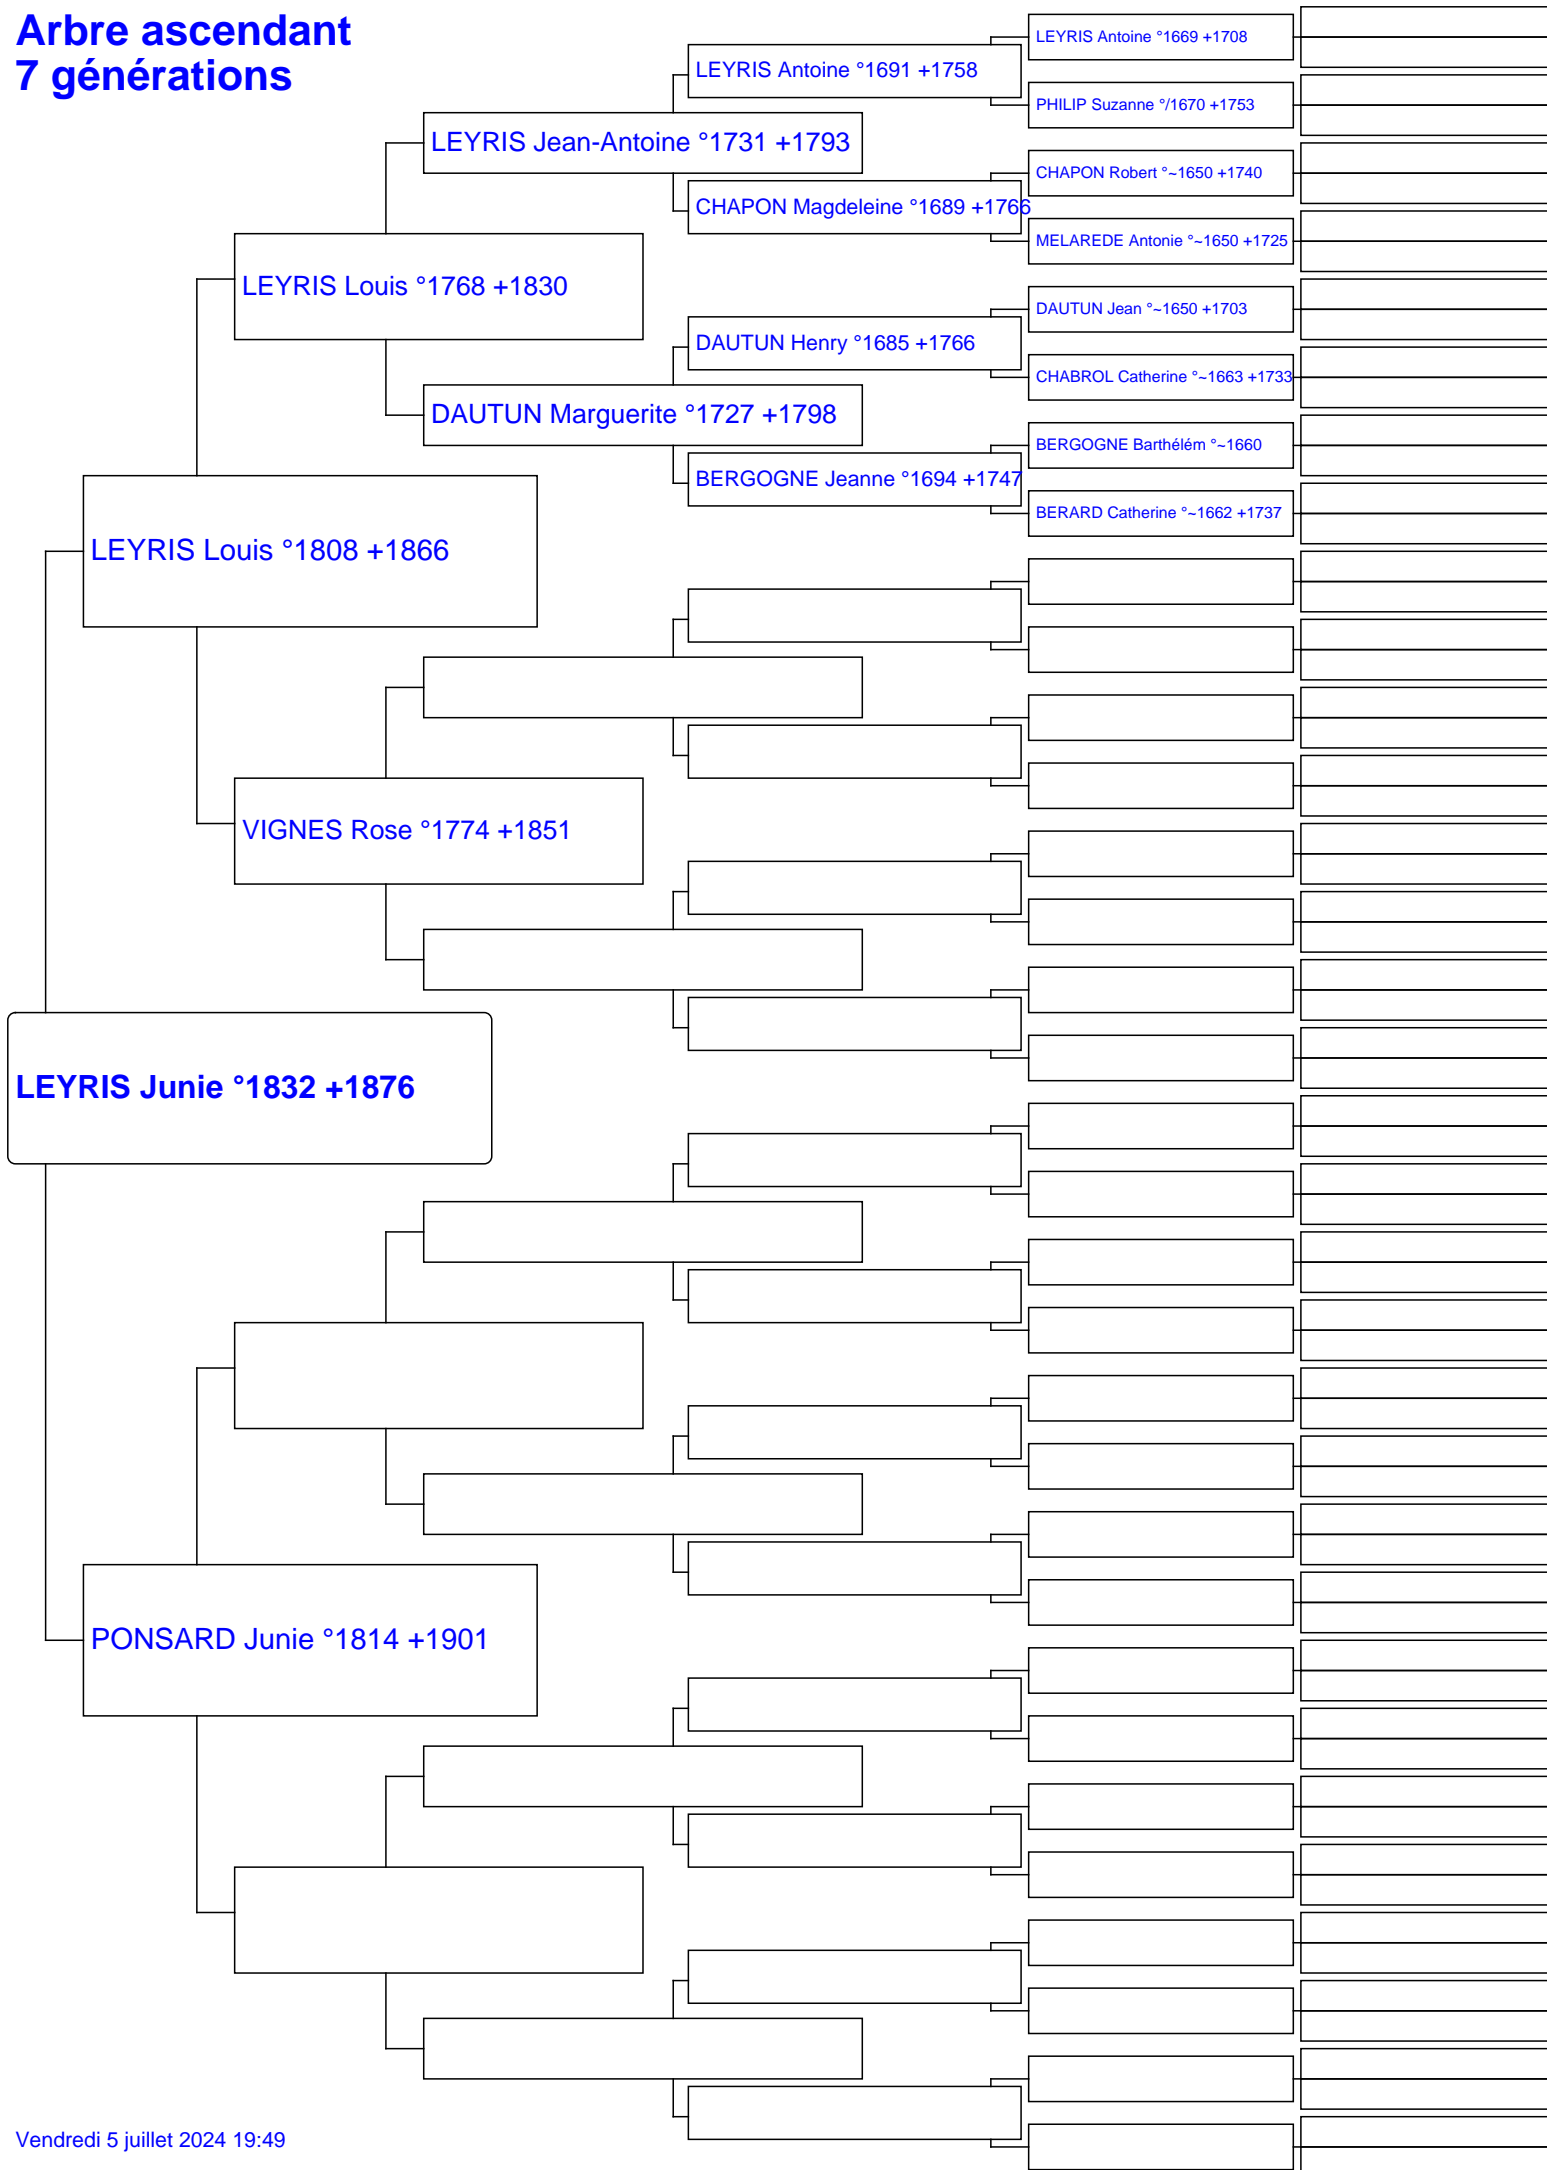 Arbre ascendant
7 générations
LEYRIS Antoine °1669 +1708
LEYRIS Antoine °1691 +1758
PHILIP Suzanne °/1670 +1753
LEYRIS Jean-Antoine °1731 +1793
CHAPON Robert °~1650 +1740
CHAPON Magdeleine °1689 +1766
MELAREDE Antonie °~1650 +1725
LEYRIS Louis °1768 +1830
DAUTUN Jean °~1650 +1703
DAUTUN Henry °1685 +1766
CHABROL Catherine °~1663 +1733
DAUTUN Marguerite °1727 +1798
BERGOGNE Barthélém °~1660
BERGOGNE Jeanne °1694 +1747
BERARD Catherine °~1662 +1737
LEYRIS Louis °1808 +1866
VIGNES Rose °1774 +1851
LEYRIS Junie °1832 +1876
PONSARD Junie °1814 +1901
Vendredi 5 juillet 2024 19:49